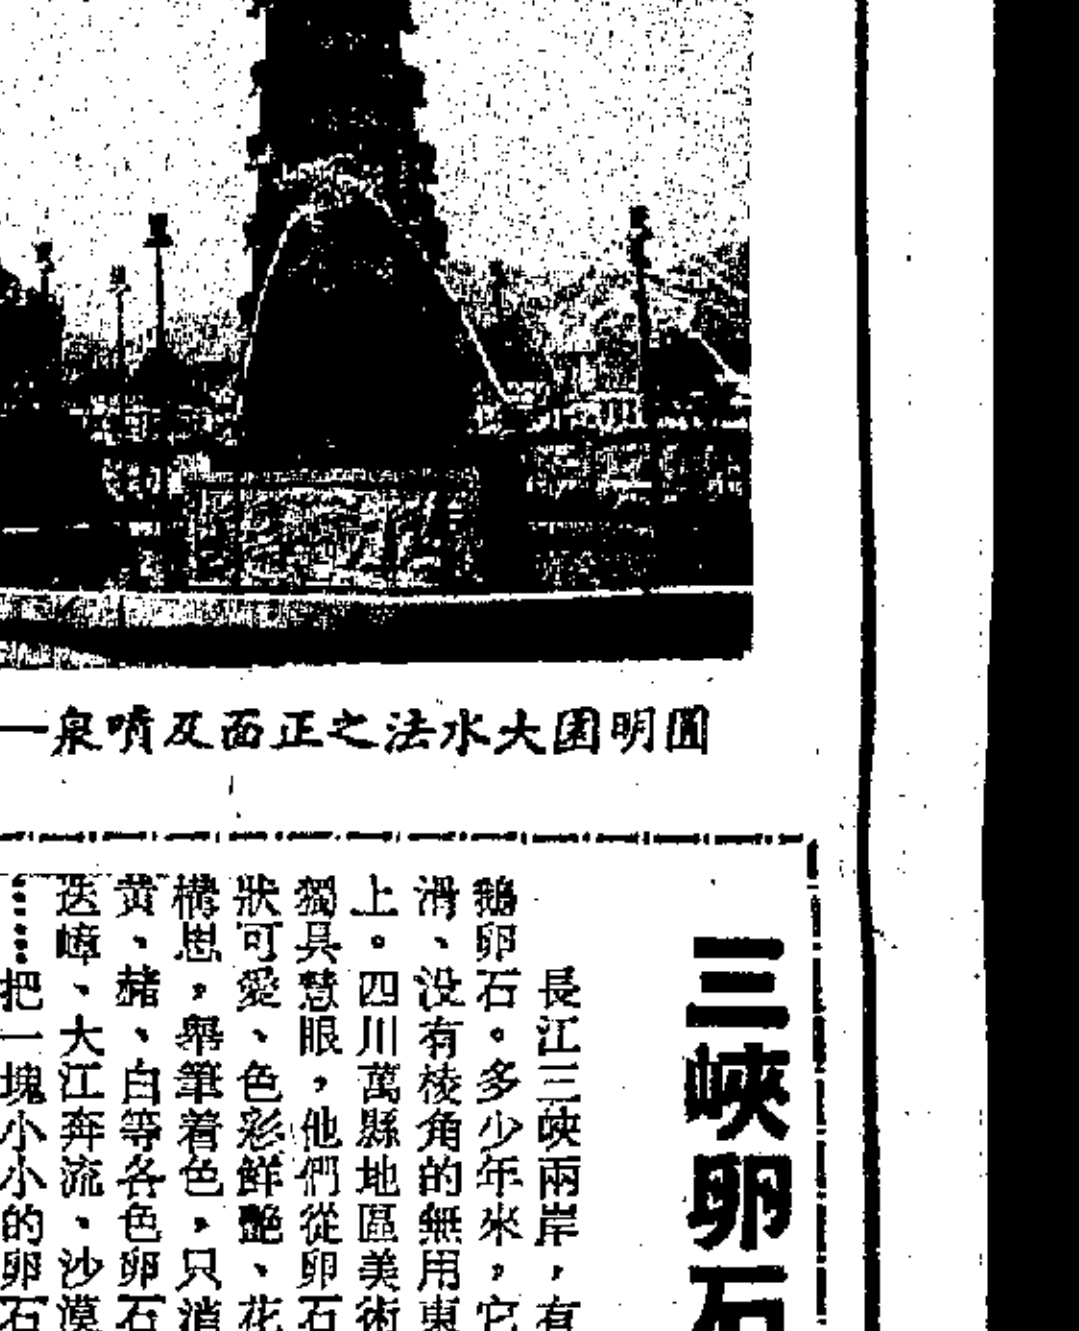 圓明園大水法之正面及噴泉—
三峽卵石
長江三峽兩岸，有
鵝卵石。多少年來，它
滑、没有棱角的無用東
上。四川萬縣地區美術
獨具慧眼，他們從卵石
狀可愛、色彩鮮艷、花
構思，舉筆着色，只消
黄、赭、白等各色卵石
迭嶂、大江奔流、沙漠
……把一塊小小的卵石